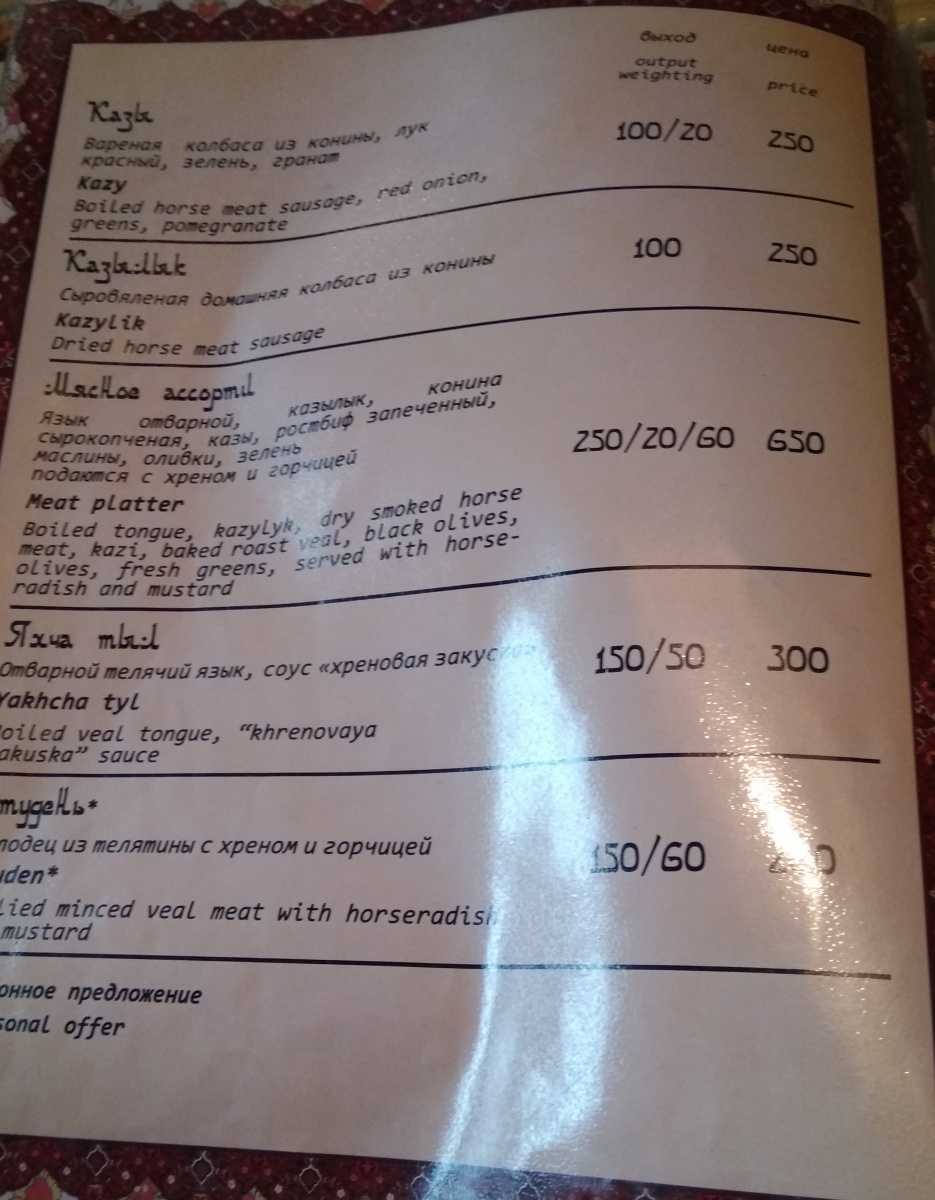 выход цена
output
weighting price
Казы
Вареная колбаса из конины, лук
красный, зелень, гранат
100/20 250
Kazy
Boiled horse meat sausage, red onion,
greens, pomegranate
Казылык
Сыровяленая домашняя колбаса из конины
100 250
Kazylik
Dried horse meat sausage
Мясное ассорти
Язык отварной, казылык, конина
сырокопченая, казы, ростбиф запеченный,
маслины, оливки, зелень
подаются с хреном и горчицей
250/20/60 650
Meat platter
Boiled tongue, kazylyk, dry smoked horse
meat, kazi, baked roast veal, black olives,
olives, fresh greens, served with horse-
radish and mustard
Яхча тыл
Отварной телячий язык, соус «хреновая
150/50 300
Yakhcha tyl
oiled veal tongue, “khrenovaya
akuska” sauce
тудень*
лодец из телятины с хреном и горчицей
150/60
uden*
lied minced veal meat with horseradish
mustard
онное предложение
sonal offer